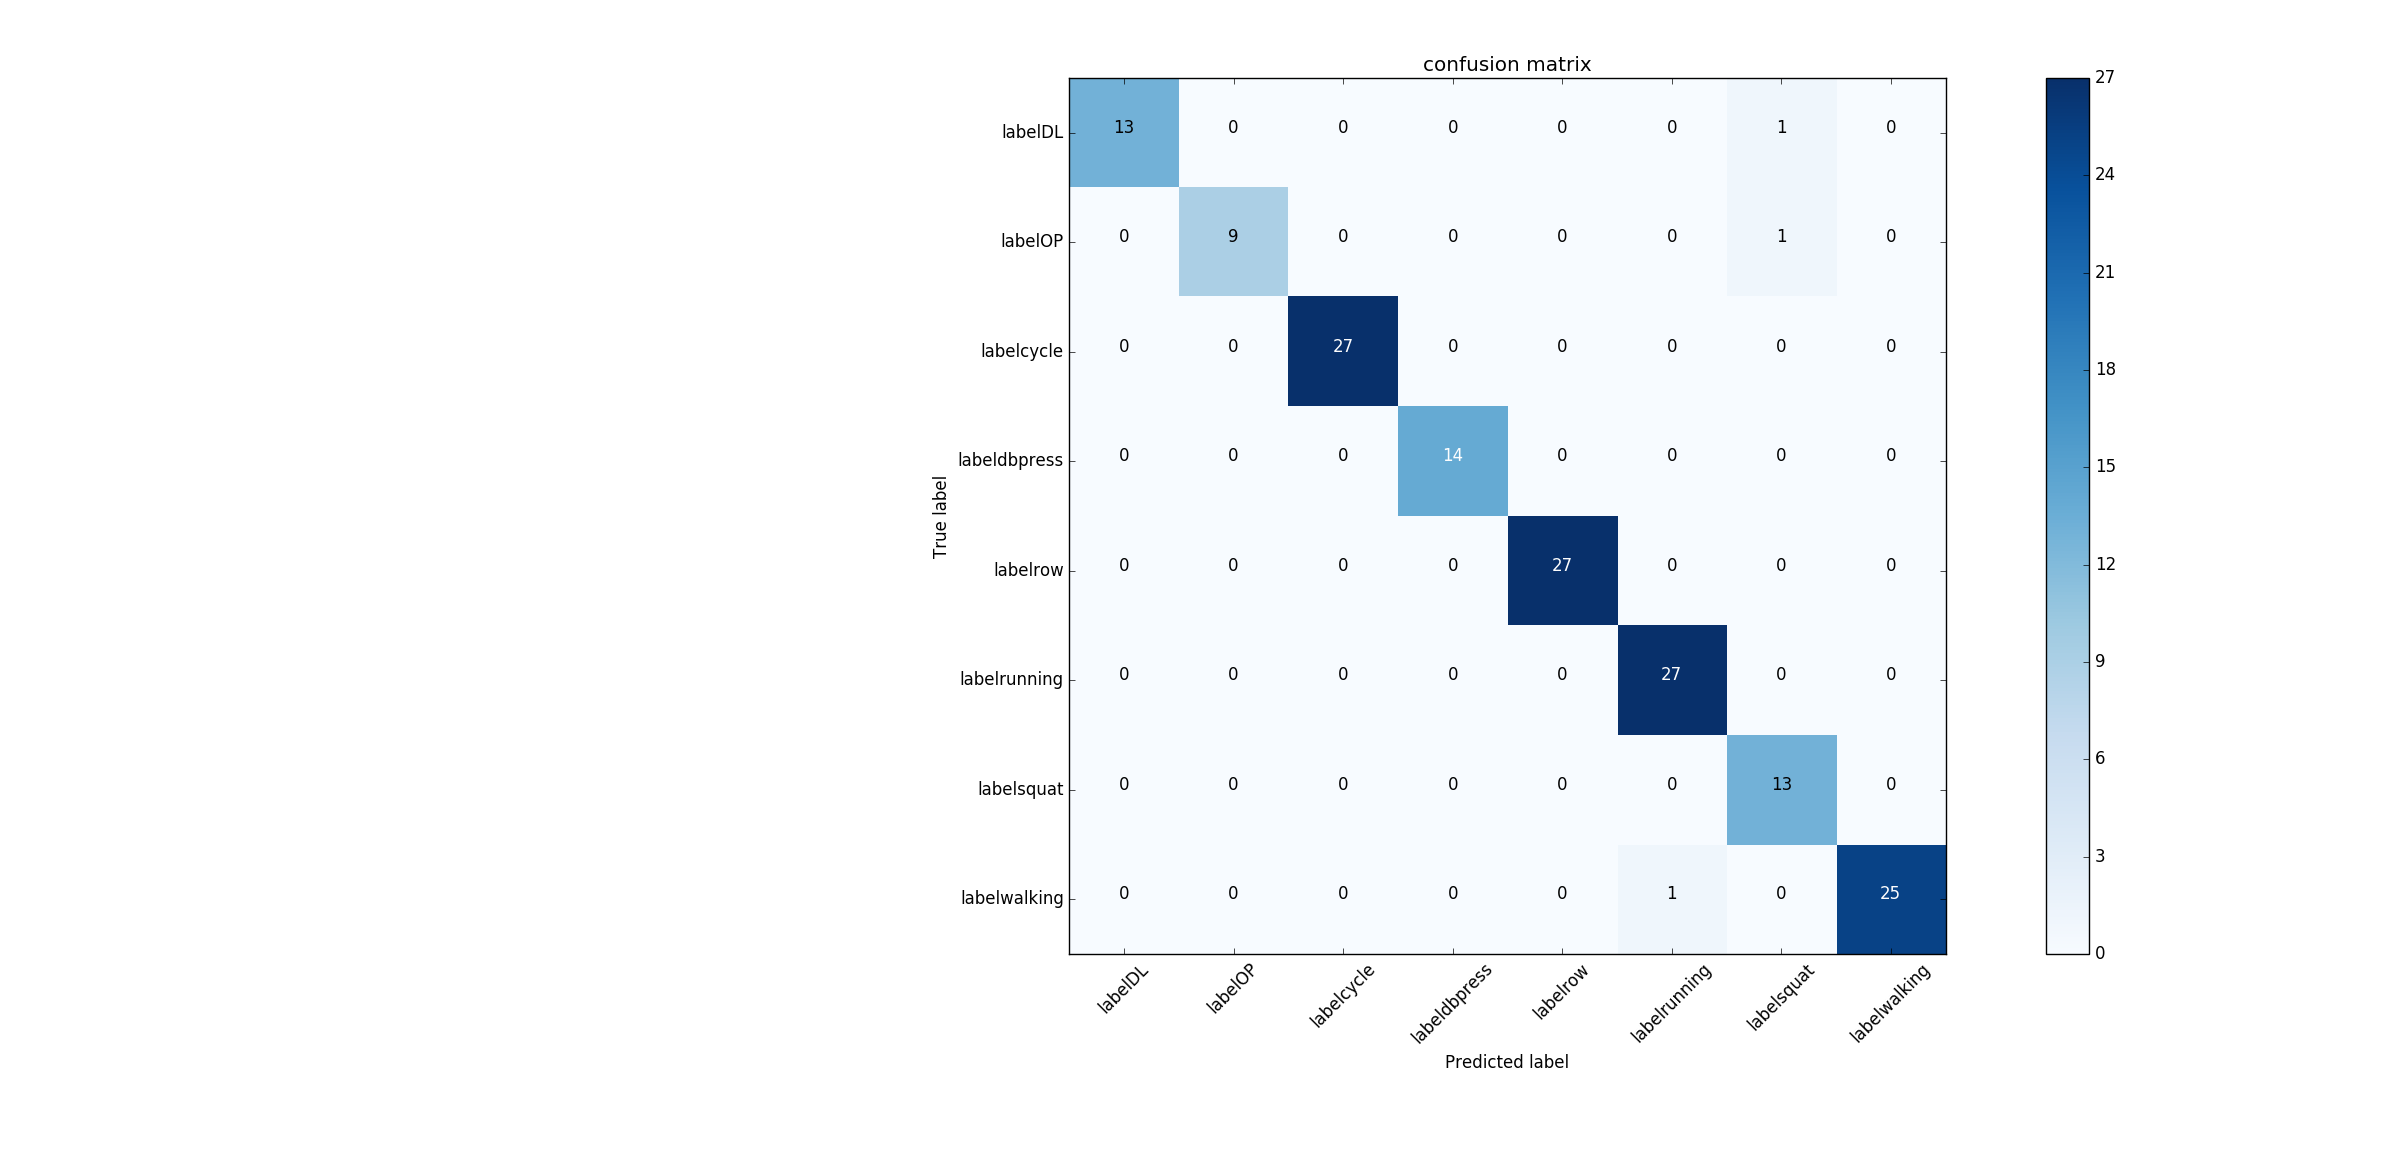 confusion matrix
labelDL 13 0 0 0 0 0 1 0
labelOP 0 9 0 0 0 0 1 0
labelcycle 0 0 27 0 0 0 0 0
labeldbpress 0 0 0 14 0 0 0 0
labelrow 0 0 0 0 27 0 0 0
labelrunning 0 0 0 0 0 27 0 0
labelsquat 0 0 0 0 0 0 13 0
labelwalking 0 0 0 0 0 1 0 25
True label
labelDL labelOP labelcycle labeldbpress labelrow labelrunning labelsquat labelwalking
Predicted label
27
24
21
18
15
12
9
6
3
0